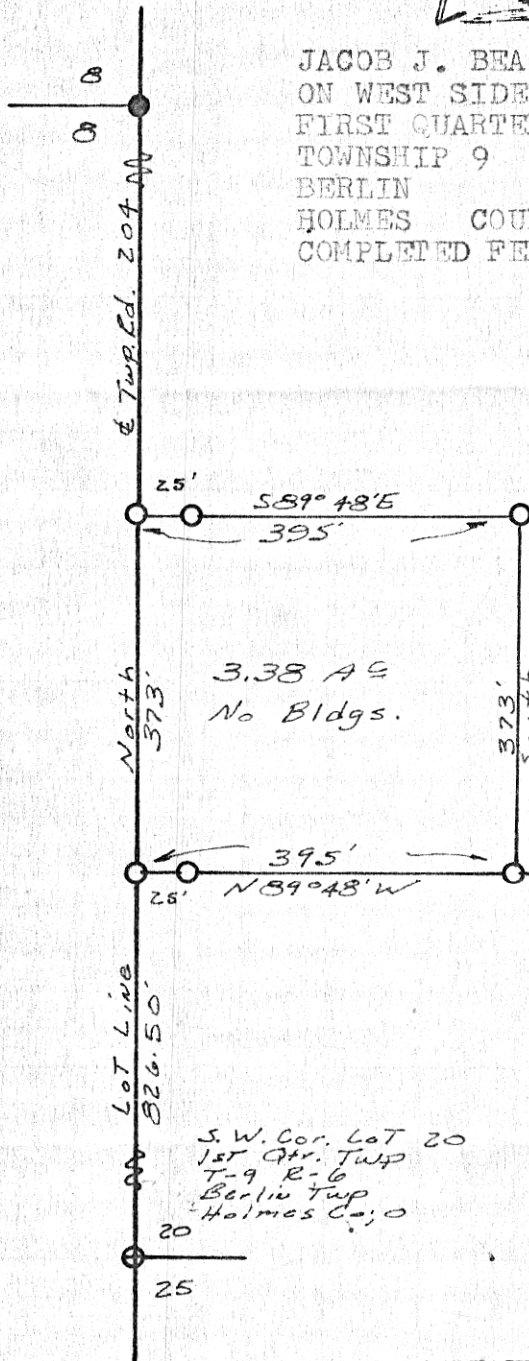 JACOB J. BEA
ON WEST SIDE
FIRST QUARTE
TOWNSHIP 9
BERLIN
HOLMES COU
COMPLETED FE
8
8
℄ Twp. Rd. 204
25'
S89°48'E
395'
North
373'
3.38 Ac
No Bldgs.
373'
395'
25'
N89°48'W
LOT Line
826.50'
S.W. Cor. LoT 20
1st Qtr. Twp
T-9 R-6
Berlin Twp
Holmes Co; O
20
25